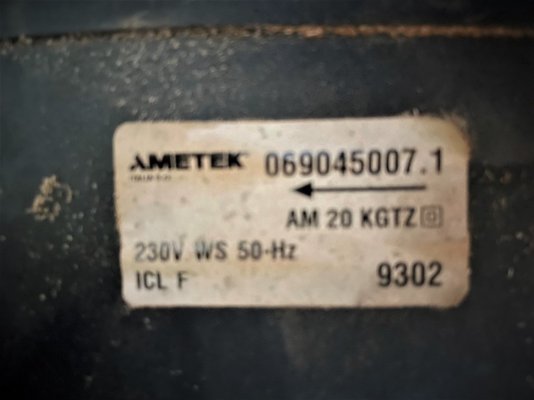 AMETEK 069045007.1
AM 20 KGTZ
230V WS 50-Hz
ICL F 9302